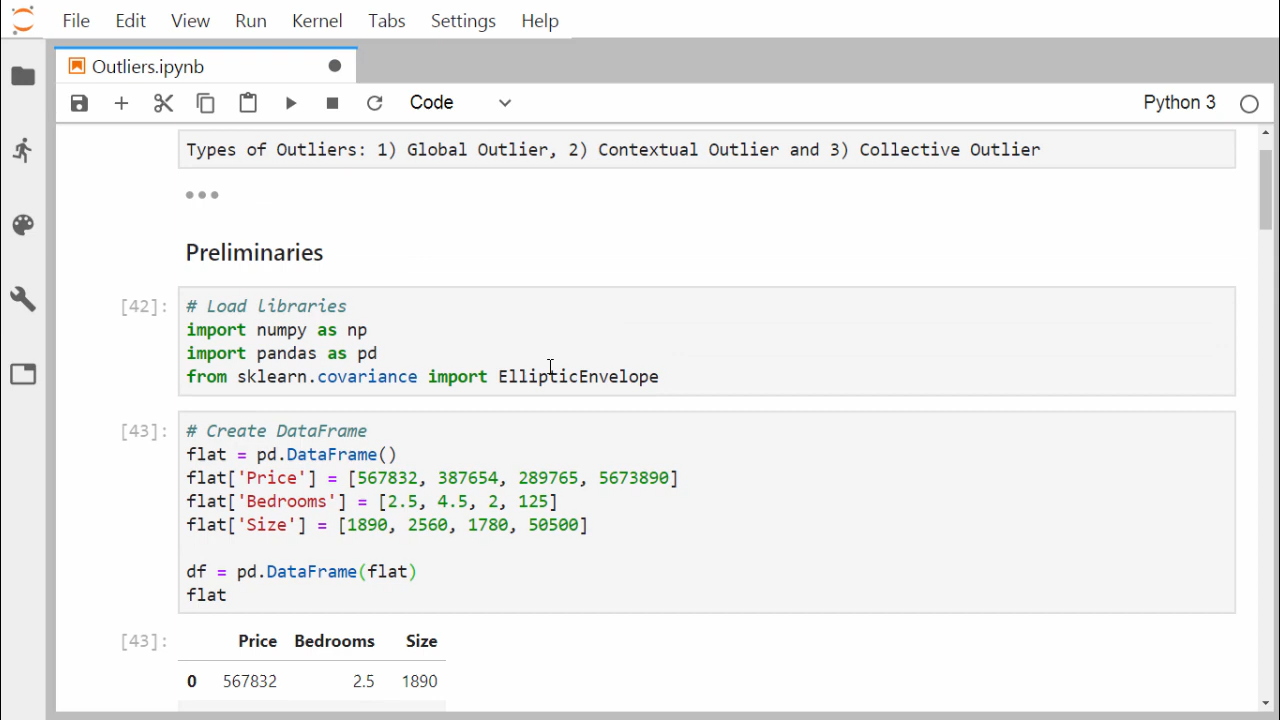 File Edit View Run Kernel Tabs Settings Help
Outliers.ipynb
Code Python 3
Types of Outliers: 1) Global Outlier, 2) Contextual Outlier and 3) Collective Outlier
Preliminaries
[42]: # Load libraries
import numpy as np
import pandas as pd
from sklearn.covariance import EllipticEnvelope
[43]: # Create DataFrame
flat = pd.DataFrame()
flat['Price'] = [567832, 387654, 289765, 5673890]
flat['Bedrooms'] = [2.5, 4.5, 2, 125]
flat['Size'] = [1890, 2560, 1780, 50500]
df = pd.DataFrame(flat)
flat
[43]: Price Bedrooms Size
0 567832 2.5 1890